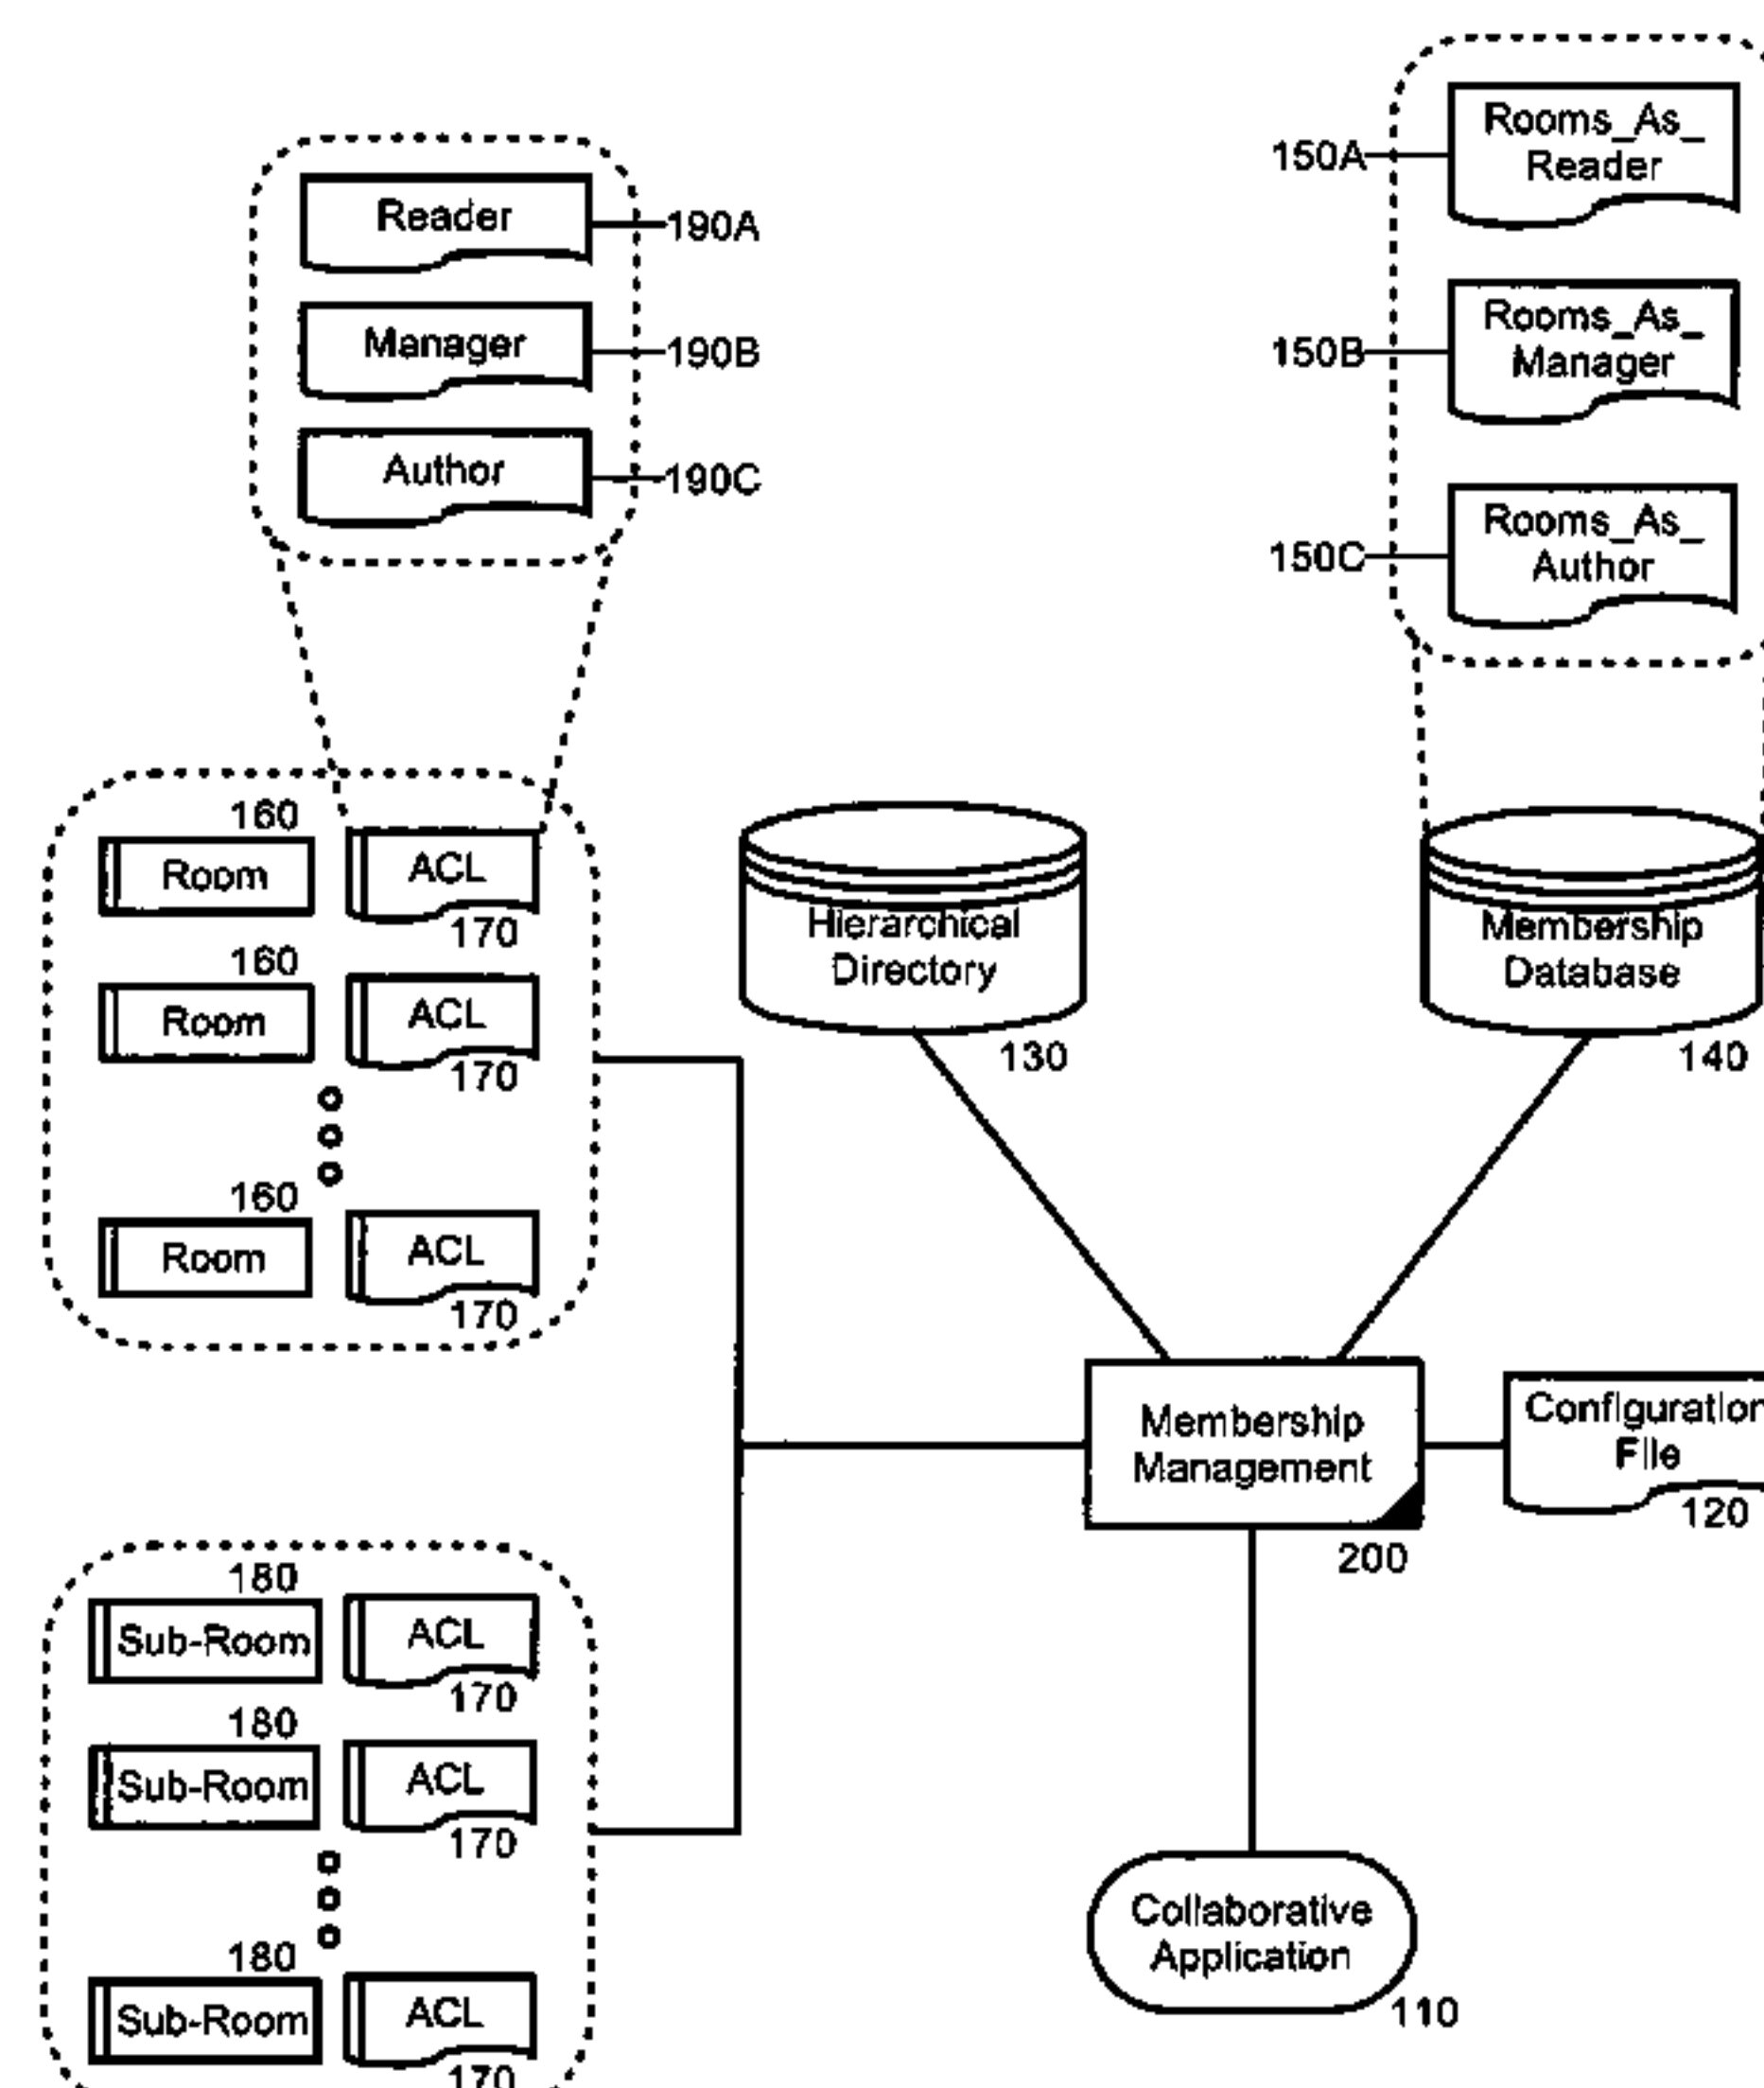 Reader
190A
Manager
190B
Author
190C
150A
Rooms_As_
Reader
150B
Rooms_As_
Manager
150C
Rooms_As_
Author
160
Room
ACL
170
160
Room
ACL
170
160
Room
ACL
170
Hierarchical
Directory
130
Membership
Database
140
Membership
Management
200
Configuration
File
120
180
Sub-Room
ACL
170
180
Sub-Room
ACL
170
180
Sub-Room
ACL
170
Collaborative
Application
110